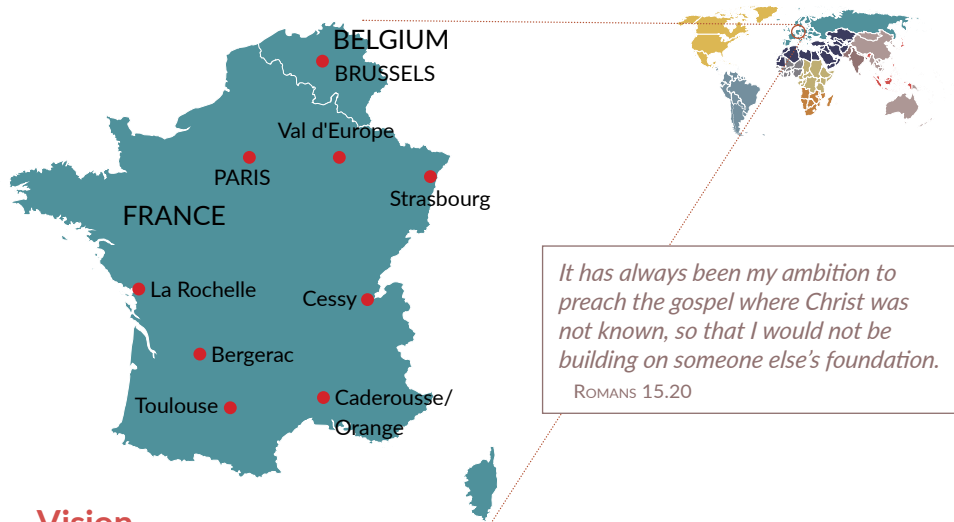 BELGIUM
BRUSSELS
Val d'Europe
PARIS
Strasbourg
FRANCE
La Rochelle
Cessy
Bergerac
Toulouse
Caderousse/
Orange
It has always been my ambition to
preach the gospel where Christ was
not known, so that I would not be
building on someone else’s foundation.
Romans 15.20
Vision